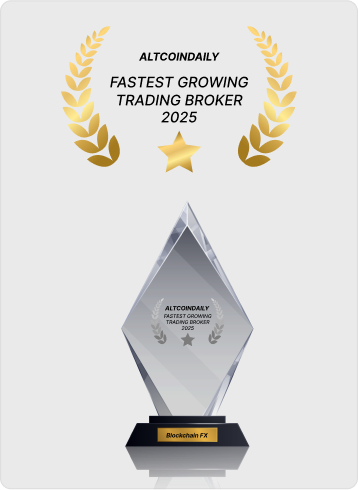 ALTCOINDAILY
FASTEST GROWING
TRADING BROKER
2025
ALTCOINDAILY
FASTEST GROWING
TRADING BROKER
2025
Blockchain FX